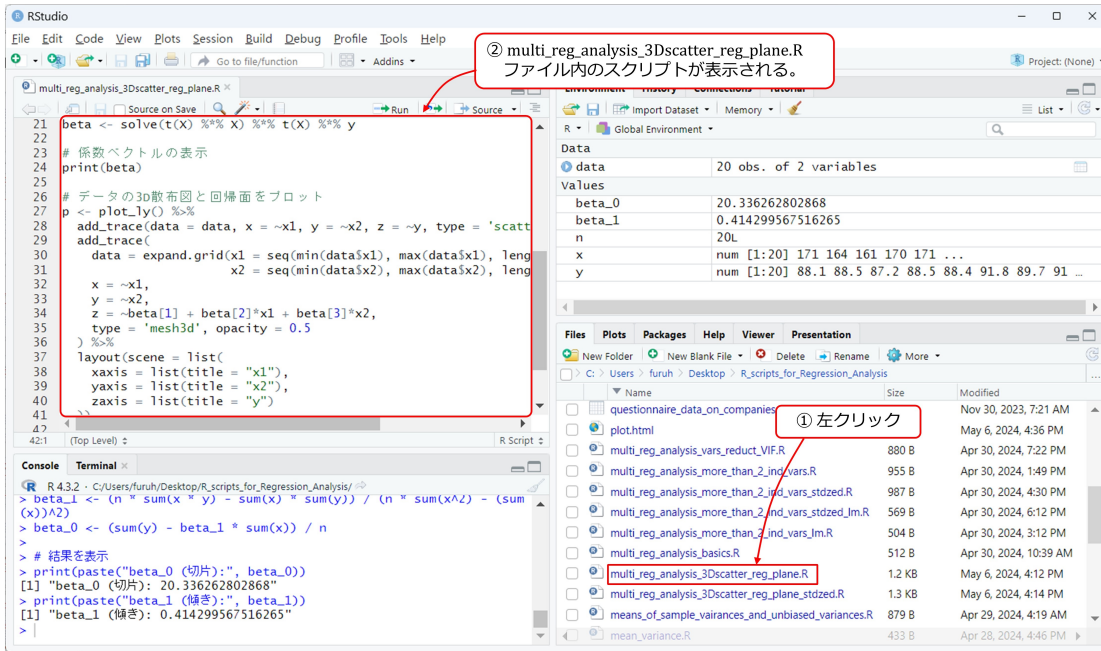 RStudio
File Edit Code View Plots Session Build Debug Profile Tools Help
Go to file/function
Addins
Project: (None)
② multi_reg_analysis_3Dscatter_reg_plane.R
ファイル内のスクリプトが表示される。
multi_reg_analysis_3Dscatter_reg_plane.R
Source on Save
Run
Source
21 beta <- solve(t(X) %*% X) %*% t(X) %*% y
22
23 # 係数ベクトルの表示
24 print(beta)
25
26 # データの3D散布図と回帰面をプロット
27 p <- plot_ly() %>%
28 add_trace(data = data, x = ~x1, y = ~x2, z = ~y, type = 'scatt
29 add_trace(
30 data = expand.grid(x1 = seq(min(data$x1), max(data$x1), leng
31 x2 = seq(min(data$x2), max(data$x2), leng
32 x = ~x1,
33 y = ~x2,
34 z = ~beta[1] + beta[2]*x1 + beta[3]*x2,
35 type = 'mesh3d', opacity = 0.5
36 ) %>%
37 layout(scene = list(
38 xaxis = list(title = "x1"),
39 yaxis = list(title = "x2"),
40 zaxis = list(title = "y")
41 ))
42
42:1 (Top Level) R Script
Console Terminal
R 4.3.2 · C:/Users/furuh/Desktop/R_scripts_for_Regression_Analysis/
> beta_1 <- (n * sum(x * y) - sum(x) * sum(y)) / (n * sum(x^2) - (sum
(x))^2)
> beta_0 <- (sum(y) - beta_1 * sum(x)) / n
>
> # 結果を表示
> print(paste("beta_0 (切片):", beta_0))
[1] "beta_0 (切片): 20.336262802868"
> print(paste("beta_1 (傾き):", beta_1))
[1] "beta_1 (傾き): 0.414299567516265"
>
Environment History Connections Tutorial
Import Dataset Memory List
R Global Environment
Data
data 20 obs. of 2 variables
Values
beta_0 20.336262802868
beta_1 0.414299567516265
n 20L
x num [1:20] 171 164 161 170 171 ...
y num [1:20] 88.1 88.5 87.2 88.5 88.4 91.8 89.7 91 …
Files Plots Packages Help Viewer Presentation
New Folder New Blank File Delete Rename More
C: Users furuh Desktop R_scripts_for_Regression_Analysis
Name Size Modified
questionnaire_data_on_companies Nov 30, 2023, 7:21 AM
① 左クリック
plot.html May 6, 2024, 4:36 PM
multi_reg_analysis_vars_reduct_VIF.R 880 B Apr 30, 2024, 7:22 PM
multi_reg_analysis_more_than_2_ind_vars.R 955 B Apr 30, 2024, 1:49 PM
multi_reg_analysis_more_than_2_ind_vars_stdzed.R 987 B Apr 30, 2024, 4:30 PM
multi_reg_analysis_more_than_2_ind_vars_stdzed_lm.R 569 B Apr 30, 2024, 6:12 PM
multi_reg_analysis_more_than_2_ind_vars_lm.R 504 B Apr 30, 2024, 3:12 PM
multi_reg_analysis_basics.R 512 B Apr 30, 2024, 10:39 AM
multi_reg_analysis_3Dscatter_reg_plane.R 1.2 KB May 6, 2024, 4:12 PM
multi_reg_analysis_3Dscatter_reg_plane_stdzed.R 1.3 KB May 6, 2024, 4:14 PM
means_of_sample_vairances_and_unbiased_variances.R 879 B Apr 29, 2024, 4:19 AM
mean_variance.R 433 B Apr 28, 2024, 4:46 PM